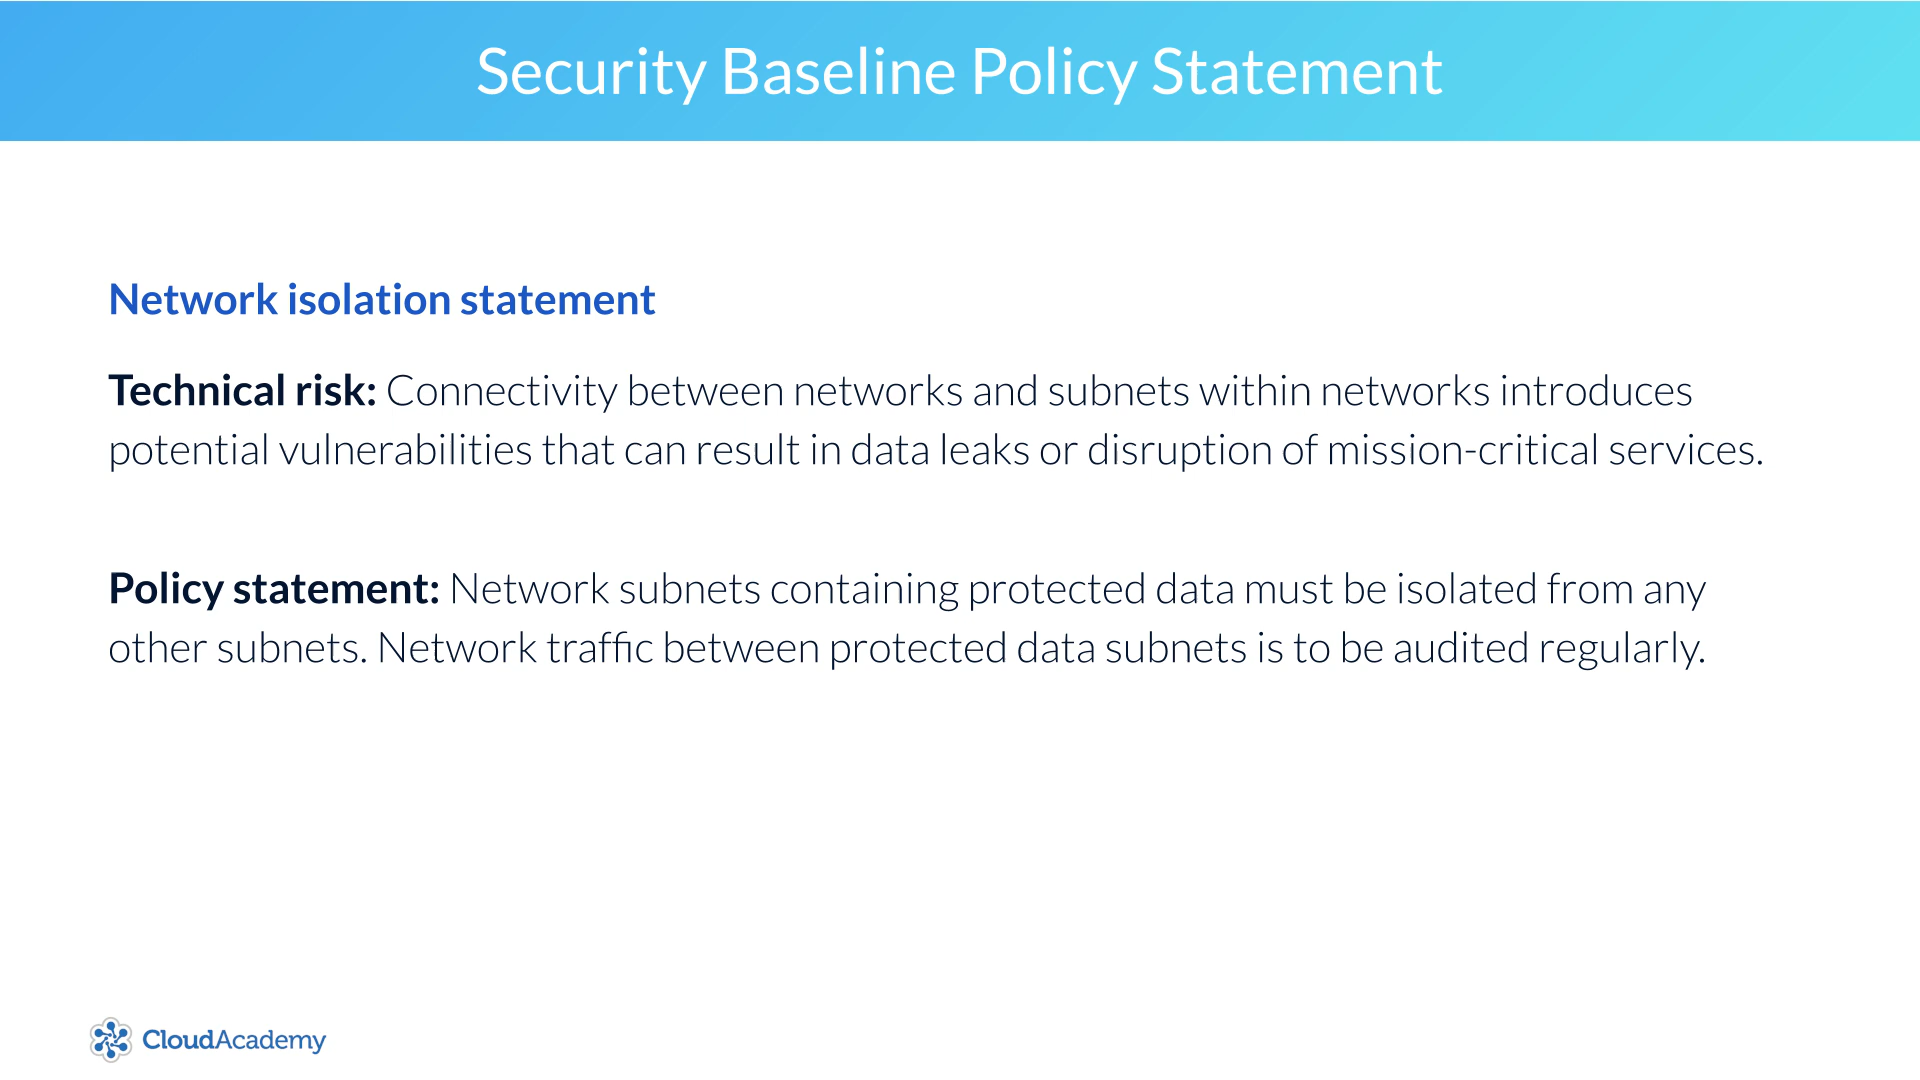 Security Baseline Policy Statement
Network isolation statement
Technical risk: Connectivity between networks and subnets within networks introduces
potential vulnerabilities that can result in data leaks or disruption of mission-critical services.
Policy statement: Network subnets containing protected data must be isolated from any
other subnets. Network traffic between protected data subnets is to be audited regularly.
CloudAcademy